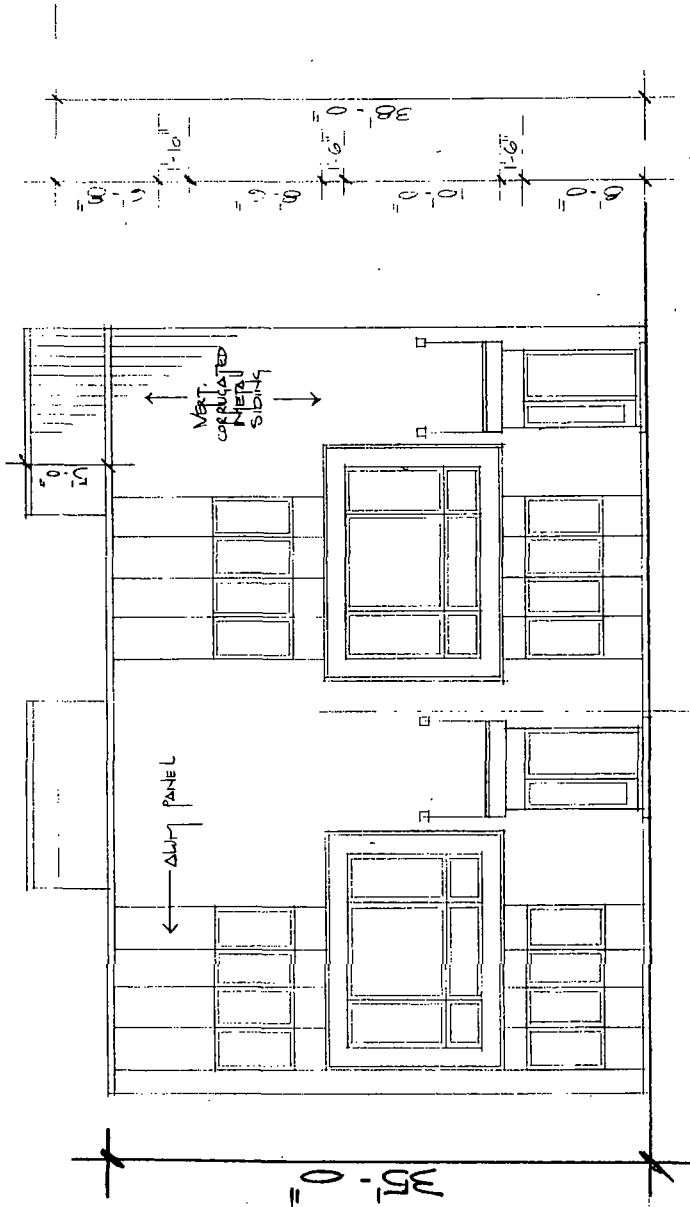 38'-0"
6'-8"
1'-10"
8'-6"
1'-6"
10'-0"
1'-6"
8'-0"
5'-0"
VERT.
CORRUGATED
METAL
SIDING
ALUM PANEL
35'-0"